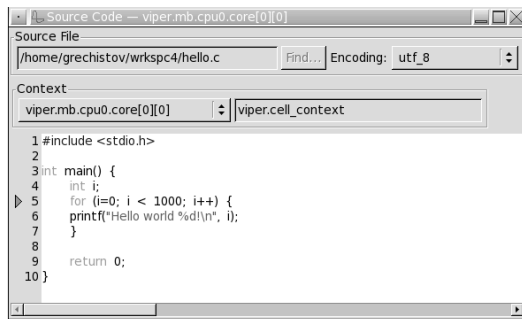 Source Code — viper.mb.cpu0.core[0][0]
Source File
/home/grechistov/wrkspc4/hello.c Find... Encoding: utf_8
Context
viper.mb.cpu0.core[0][0] viper.cell_context
1 #include <stdio.h>
2
3 int main() {
4 int i;
5 for (i=0; i < 1000; i++) {
6 printf("Hello world %d!\n", i);
7 }
8
9 return 0;
10 }